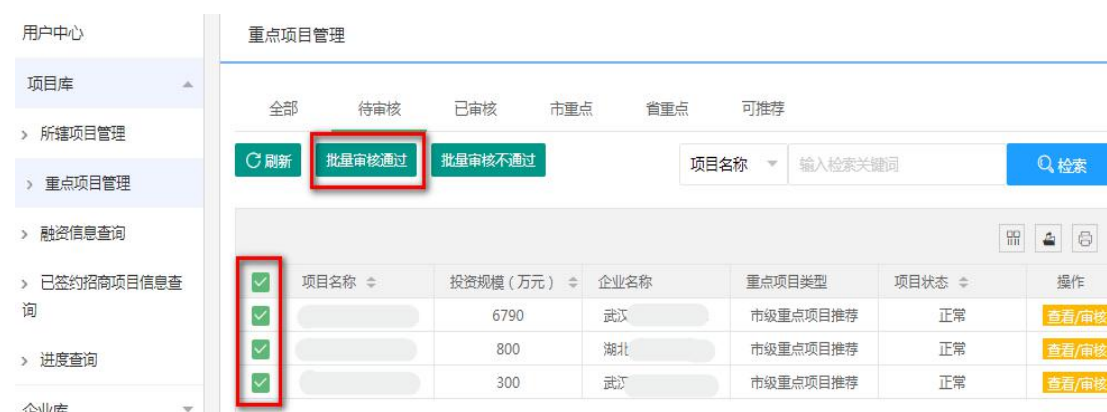 用户中心
重点项目管理
项目库
全部 待审核 已审核 市重点 省重点 可推荐
> 所辖项目管理
刷新 批量审核通过 批量审核不通过 项目名称 输入检索关键词 检索
> 重点项目管理
> 融资信息查询
> 已签约招商项目信息查
询
项目名称 投资规模（万元） 企业名称 重点项目类型 项目状态 操作
6790 武汉 市级重点项目推荐 正常 查看/审核
800 湖北 市级重点项目推荐 正常 查看/审核
> 进度查询
300 武汉 市级重点项目推荐 正常 查看/审核
企业库